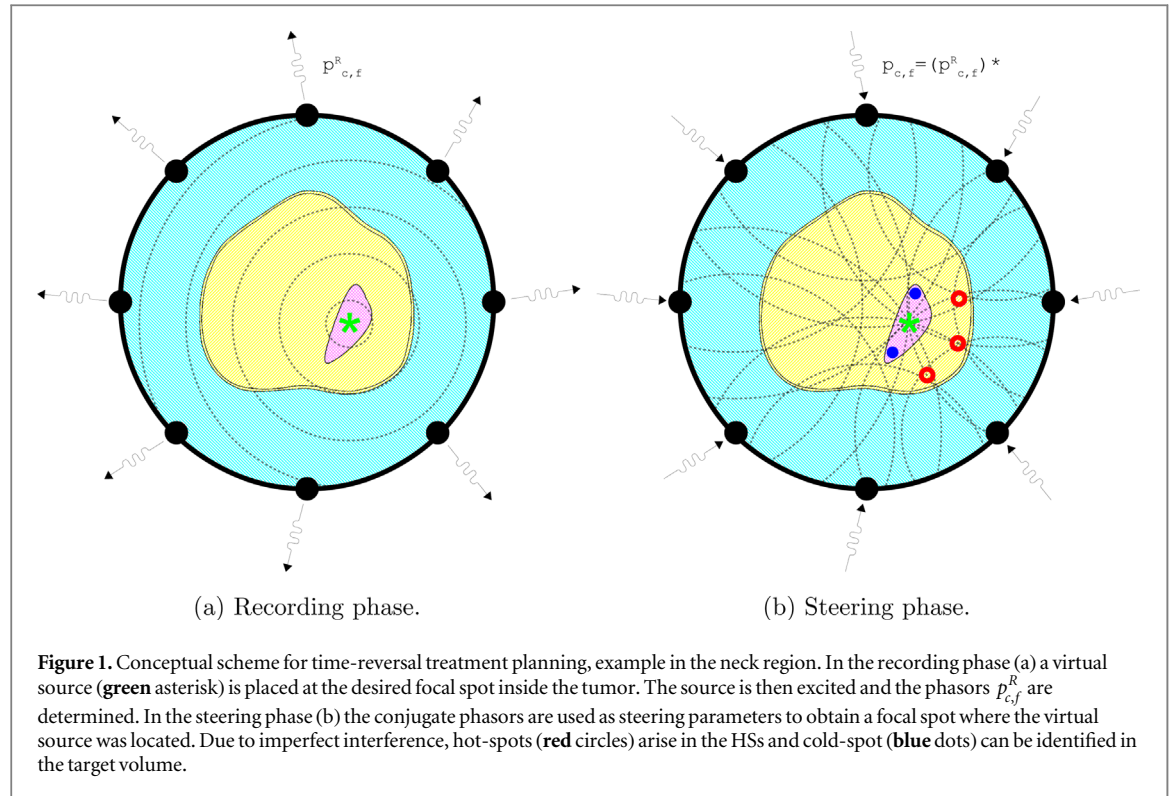 p^R_{c,f}
p_{c,f}=(p^R_{c,f})*
(a) Recording phase.
(b) Steering phase.
Figure 1. Conceptual scheme for time-reversal treatment planning, example in the neck region. In the recording phase (a) a virtual
source (green asterisk) is placed at the desired focal spot inside the tumor. The source is then excited and the phasors p^R_{c,f} are
determined. In the steering phase (b) the conjugate phasors are used as steering parameters to obtain a focal spot where the virtual
source was located. Due to imperfect interference, hot-spots (red circles) arise in the HSs and cold-spot (blue dots) can be identified in
the target volume.